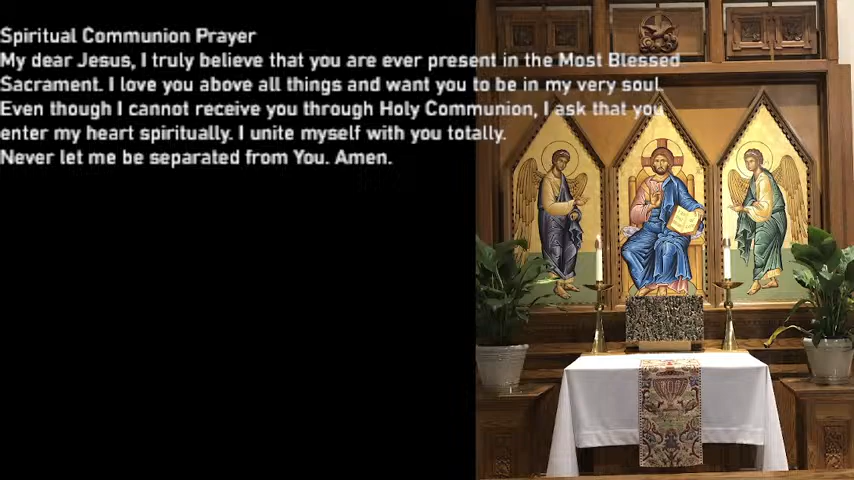 Spiritual Communion Prayer
My dear Jesus, I truly believe that you are ever present in the Most Blessed
Sacrament. I love you above all things and want you to be in my very soul.
Even though I cannot receive you through Holy Communion, I ask that you
enter my heart spiritually. I unite myself with you totally.
Never let me be separated from You. Amen.